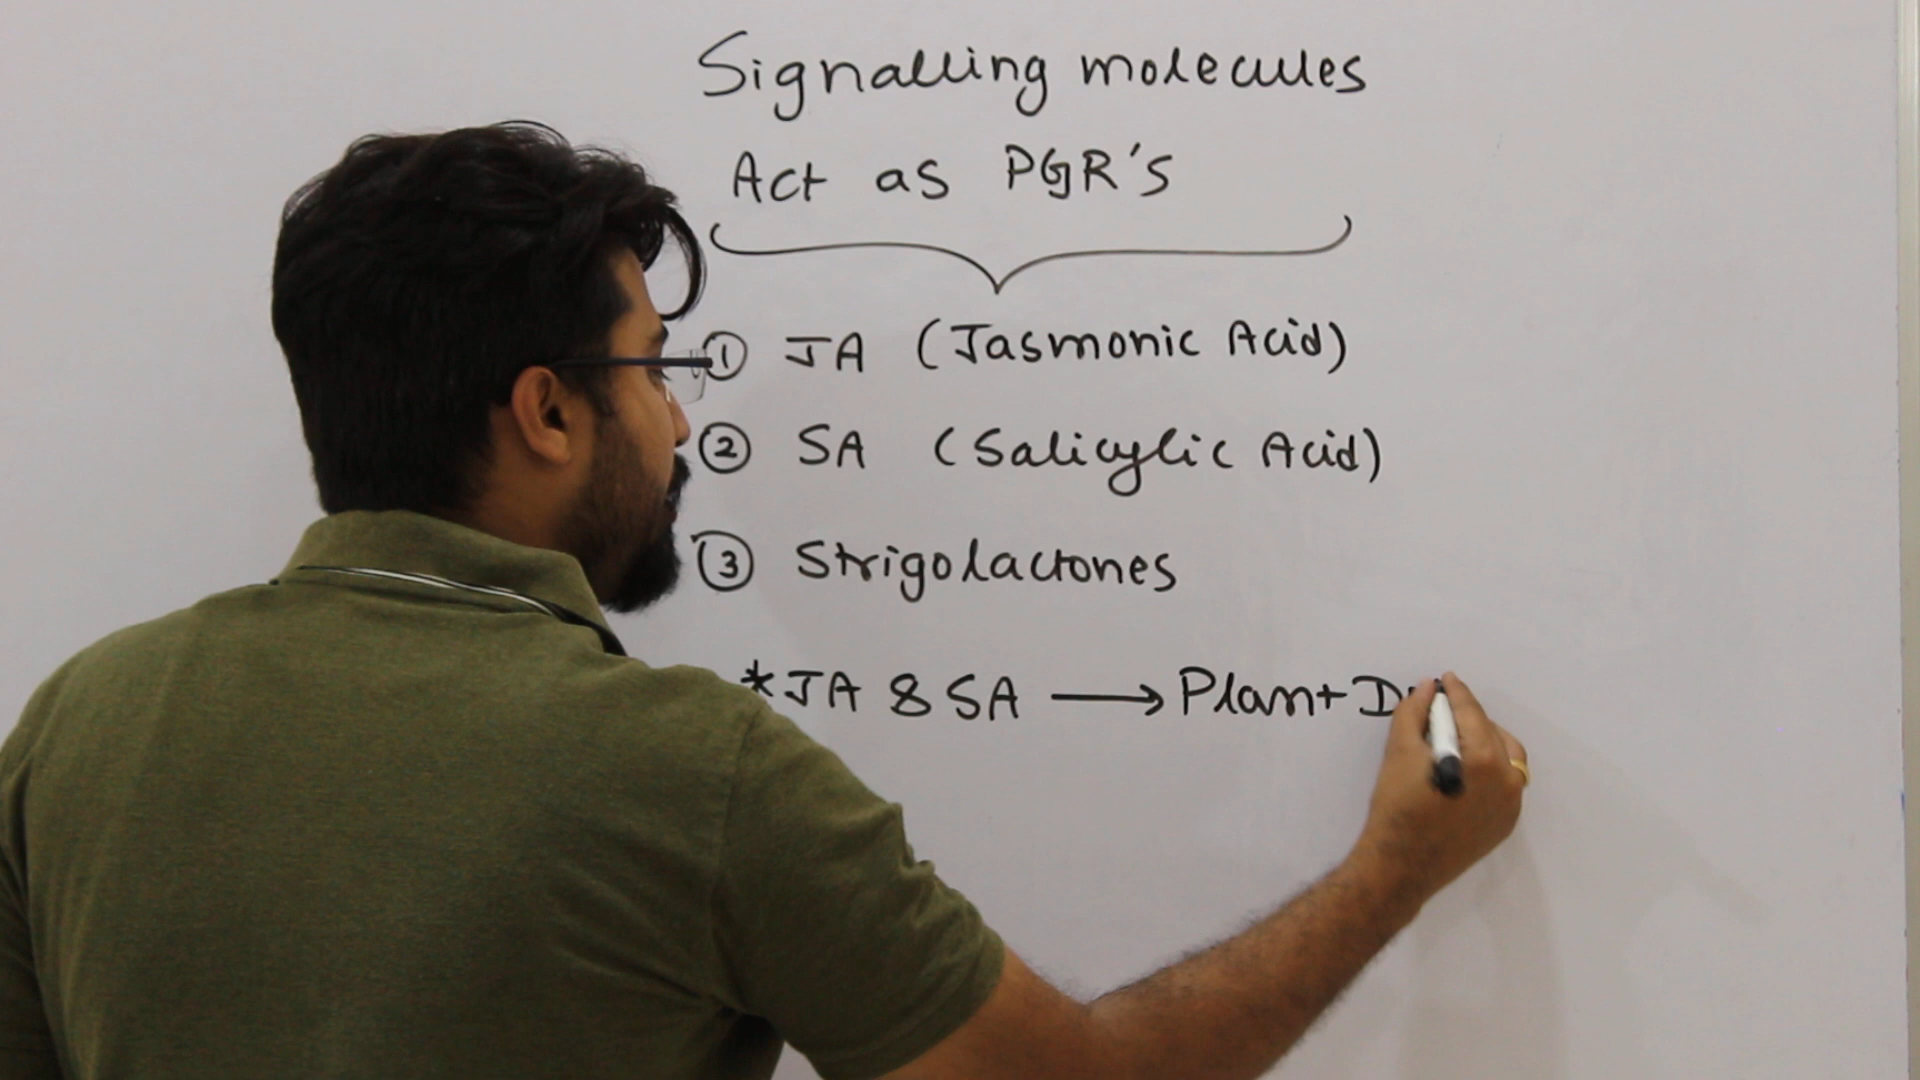 Signalling molecules
Act as PGR's
① JA (Jasmonic Acid)
② SA (Salicylic Acid)
③ Strigolactones
*JA & SA → Plant